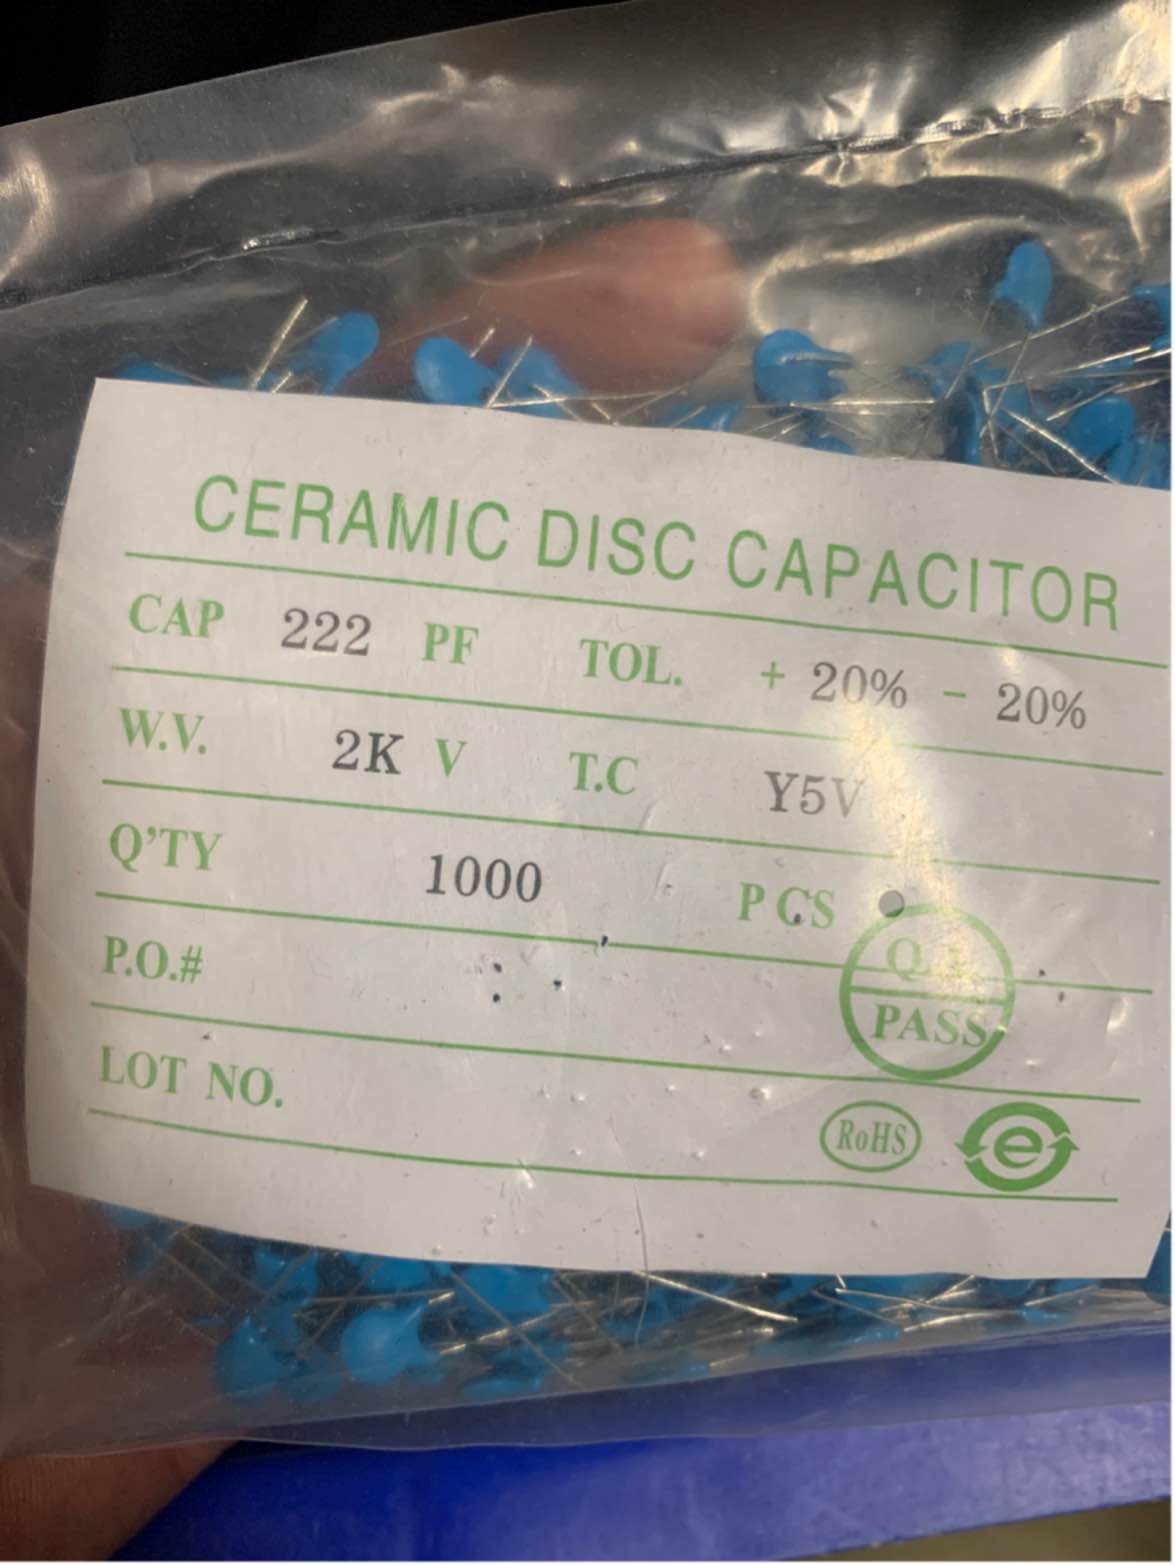 CERAMIC DISC CAPACITOR
CAP 222 PF TOL. + 20% - 20%
W.V. 2K V T.C Y5V
Q'TY 1000 PCS
P.O.#
PASS
LOT NO.
RoHS e